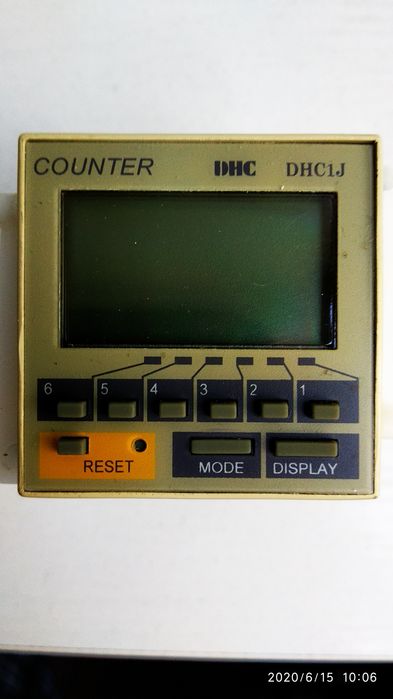 COUNTER DHC DHC1J
6 5 4 3 2 1
RESET MODE DISPLAY
2020/6/15 10:06